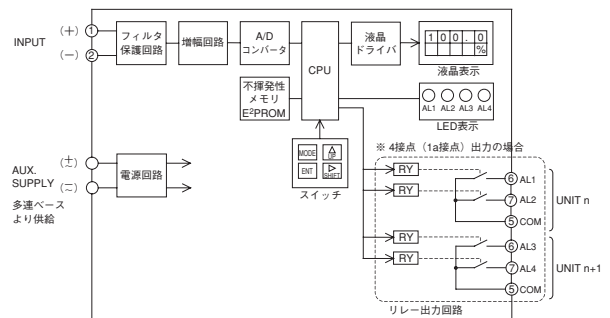 INPUT
(+) 1
(−) 2
フィルタ
保護回路
増幅回路
A/D
コンバータ
CPU
液晶
ドライバ
1 0 0 . 0
%
液晶表示
不揮発性
メモリ
E²PROM
AL1 AL2 AL3 AL4
LED表示
MODE
UP
ENT
SHIFT
スイッチ
AUX.
SUPPLY
(+)
(−)
多連ベース
より供給
電源回路
※ 4接点（1a接点）出力の場合
RY
6 AL1
RY
7 AL2
5 COM
UNIT n
RY
6 AL3
RY
7 AL4
5 COM
UNIT n+1
リレー出力回路